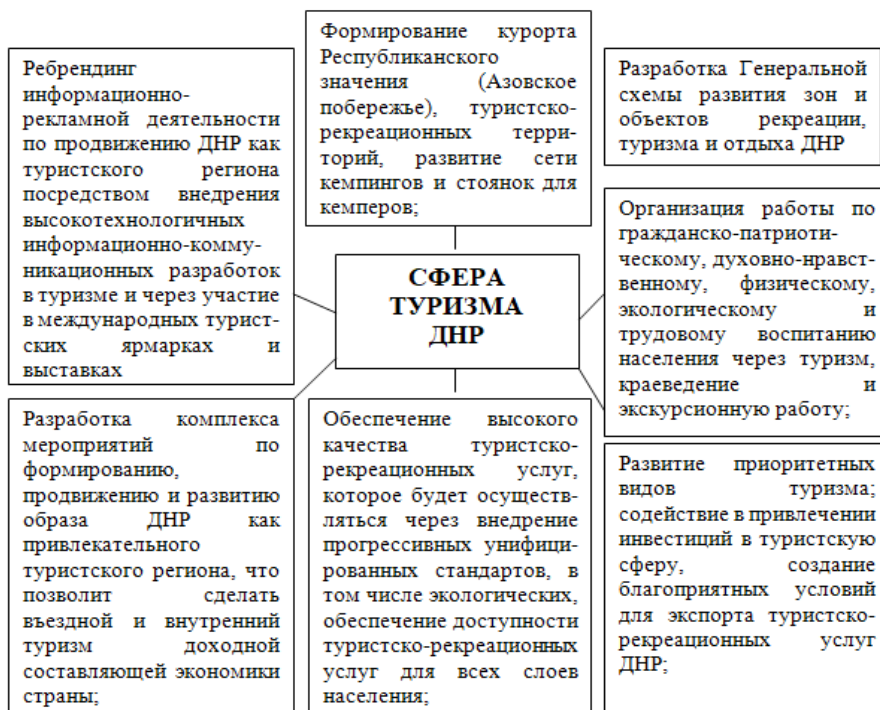 Ребрендинг
информационно-
рекламной деятельности
по продвижению ДНР как
туристского региона
посредством внедрения
высокотехнологичных
информационно-комму-
никационных разработок
в туризме и через участие
в международных турист-
ских ярмарках и
выставках
Формирование курорта
Республиканского
значения (Азовское
побережье), туристско-
рекреационных терри-
торий, развитие сети
кемпингов и стоянок для
кемперов;
Разработка Генеральной
схемы развития зон и
объектов рекреации,
туризма и отдыха ДНР
СФЕРА
ТУРИЗМА
ДНР
Организация работы по
гражданско-патриоти-
ческому, духовно-нравст-
венному, физическому,
экологическому и
трудовому воспитанию
населения через туризм,
краеведение и
экскурсионную работу;
Разработка комплекса
мероприятий по
формированию,
продвижению и развитию
образа ДНР как
привлекательного
туристского региона, что
позволит сделать
въездной и внутренний
туризм доходной
составляющей экономики
страны;
Обеспечение высокого
качества туристско-
рекреационных услуг,
которое будет осуществ-
ляться через внедрение
прогрессивных унифици-
рованных стандартов, в
том числе экологических,
обеспечение доступности
туристско-рекреационных
услуг для всех слоев
населения;
Развитие приоритетных
видов туризма;
содействие в привлечении
инвестиций в туристскую
сферу, создание
благоприятных условий
для экспорта туристско-
рекреационных услуг
ДНР;